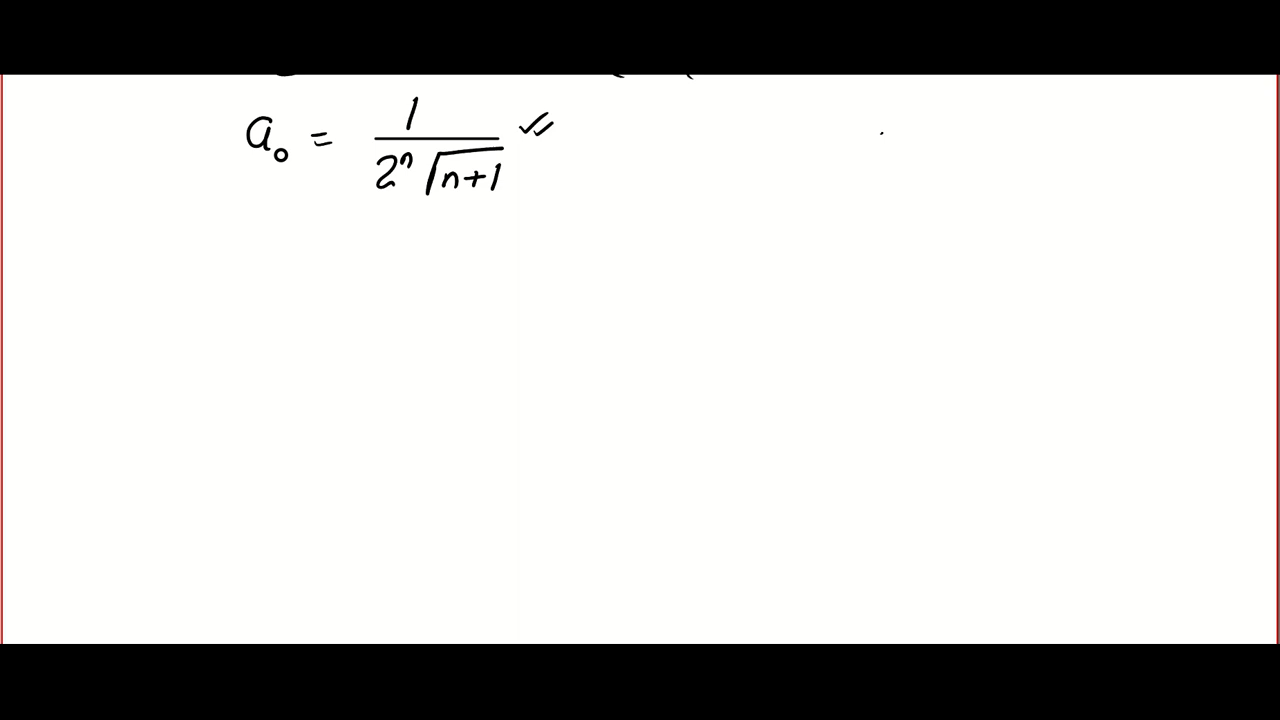 a₀ = 1 / (2ⁿ √(n+1))